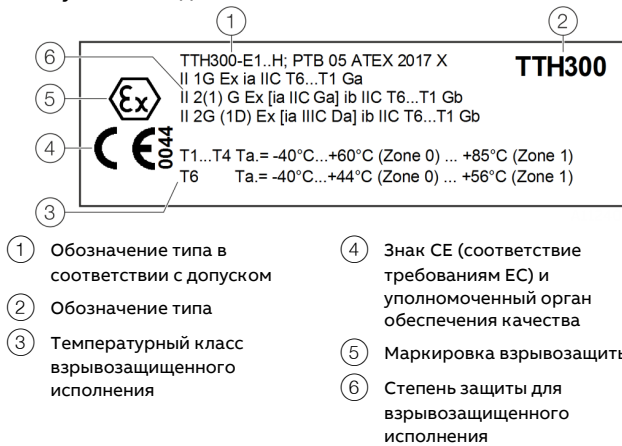 1
2
TTH300-E1..H; PTB 05 ATEX 2017 X
TTH300
6
II 1G Ex ia IIC T6...T1 Ga
5
Ex
II 2(1) G Ex [ia IIC Ga] ib IIC T6...T1 Gb
II 2G (1D) Ex [ia IIIC Da] ib IIC T6...T1 Gb
4
CE 0044
T1...T4 Ta.= -40°C...+60°C (Zone 0) ... +85°C (Zone 1)
T6 Ta.= -40°C...+44°C (Zone 0) ... +56°C (Zone 1)
3
1 Обозначение типа в
соответствии с допуском
2 Обозначение типа
3 Температурный класс
взрывозащищенного
исполнения
4 Знак CE (соответствие
требованиям ЕС) и
уполномоченный орган
обеспечения качества
5 Маркировка взрывозащиты
6 Степень защиты для
взрывозащищенного
исполнения